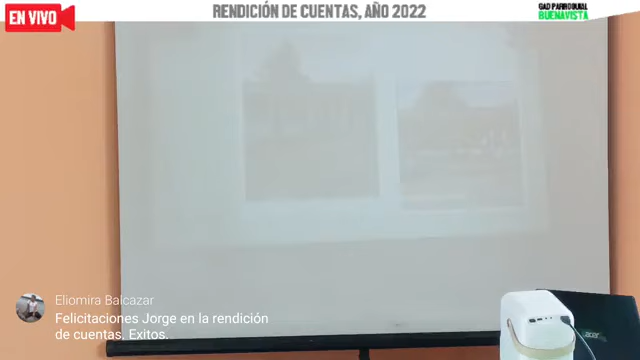 EN VIVO
RENDICIÓN DE CUENTAS, AÑO 2022
GAD PARROQUIAL
BUENAVISTA
Eliomira Balcazar
Felicitaciones Jorge en la rendición
de cuentas, Exitos.
acer